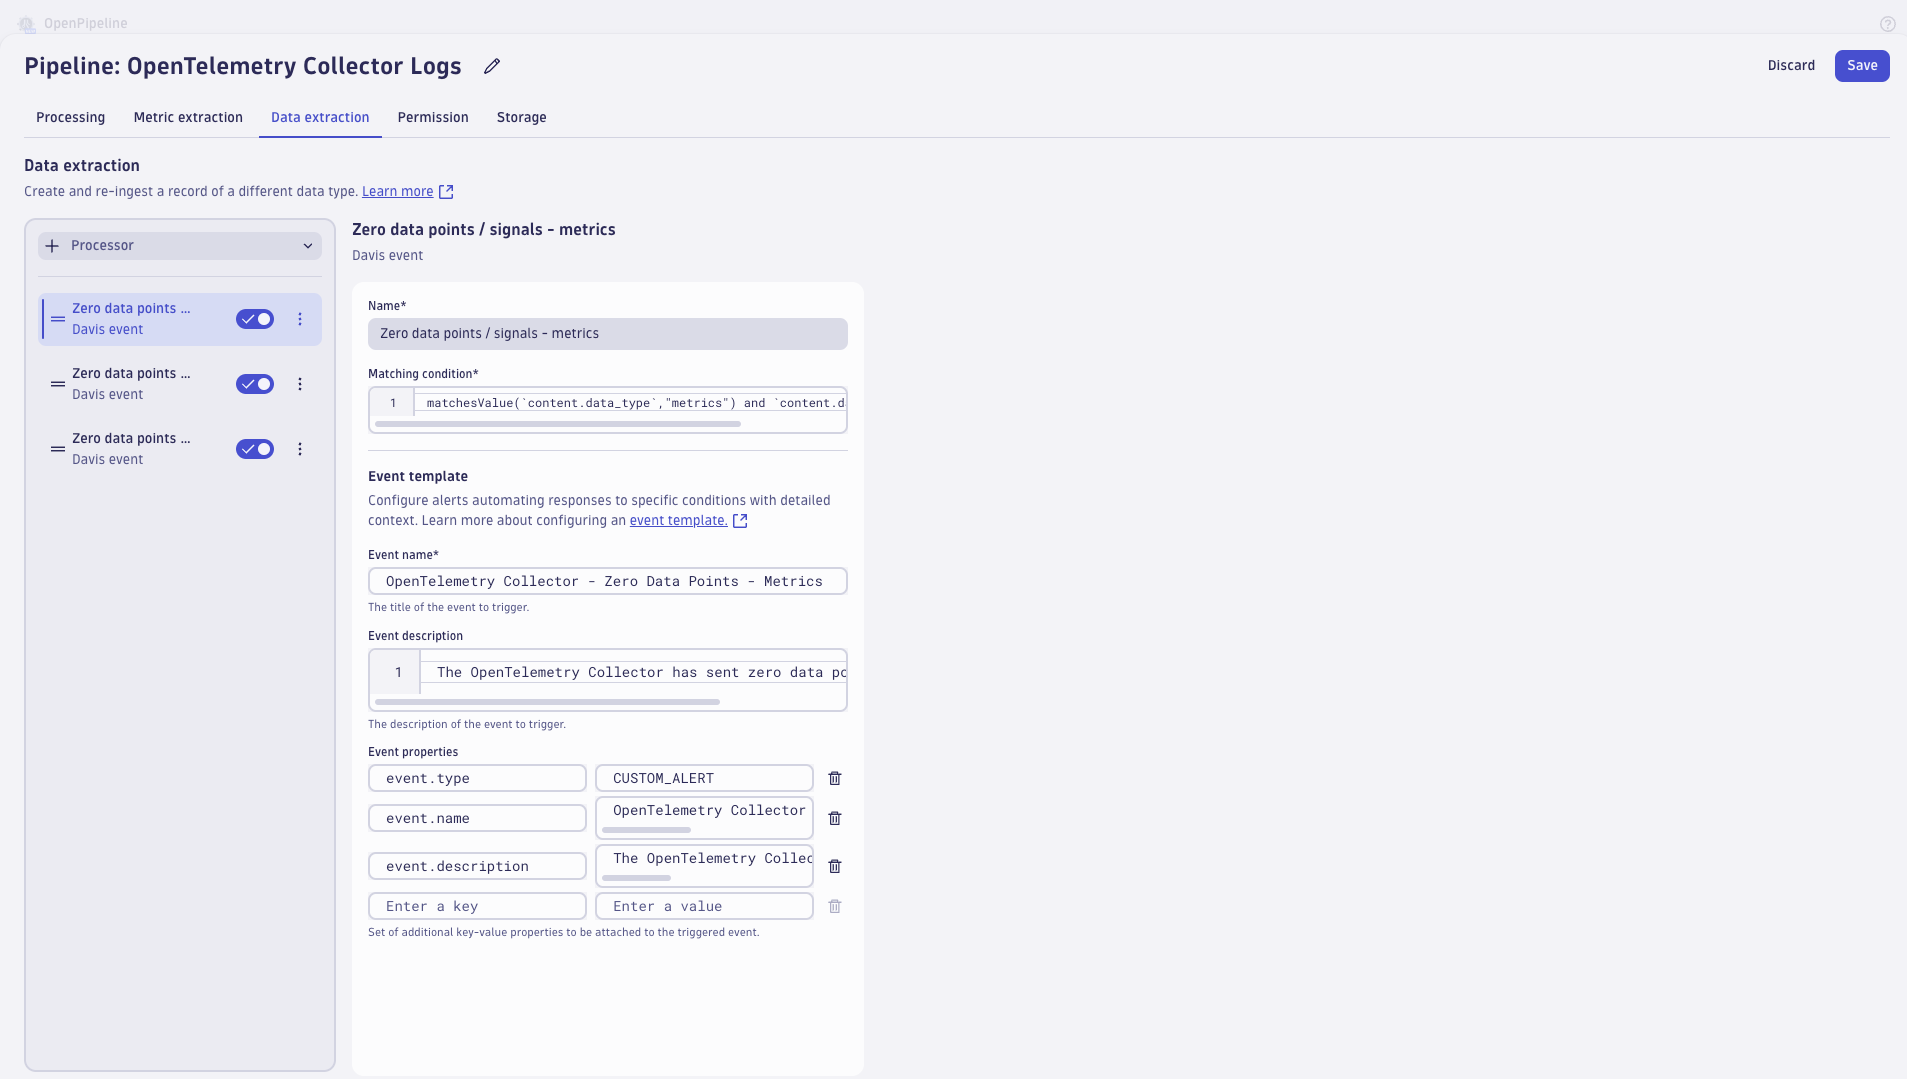 OpenPipeline
Pipeline: OpenTelemetry Collector Logs
Discard
Save
Processing
Metric extraction
Data extraction
Permission
Storage
Data extraction
Create and re-ingest a record of a different data type. Learn more
Processor
Zero data points ...
Davis event
Zero data points ...
Davis event
Zero data points ...
Davis event
Zero data points / signals - metrics
Davis event
Name*
Zero data points / signals - metrics
Matching condition*
1
matchesValue(`content.data_type`,"metrics") and `content.d
Event template
Configure alerts automating responses to specific conditions with detailed
context. Learn more about configuring an event template.
Event name*
OpenTelemetry Collector - Zero Data Points - Metrics
The title of the event to trigger.
Event description
1
The OpenTelemetry Collector has sent zero data po
The description of the event to trigger.
Event properties
event.type
CUSTOM_ALERT
event.name
OpenTelemetry Collector
event.description
The OpenTelemetry Collec
Enter a key
Enter a value
Set of additional key-value properties to be attached to the triggered event.